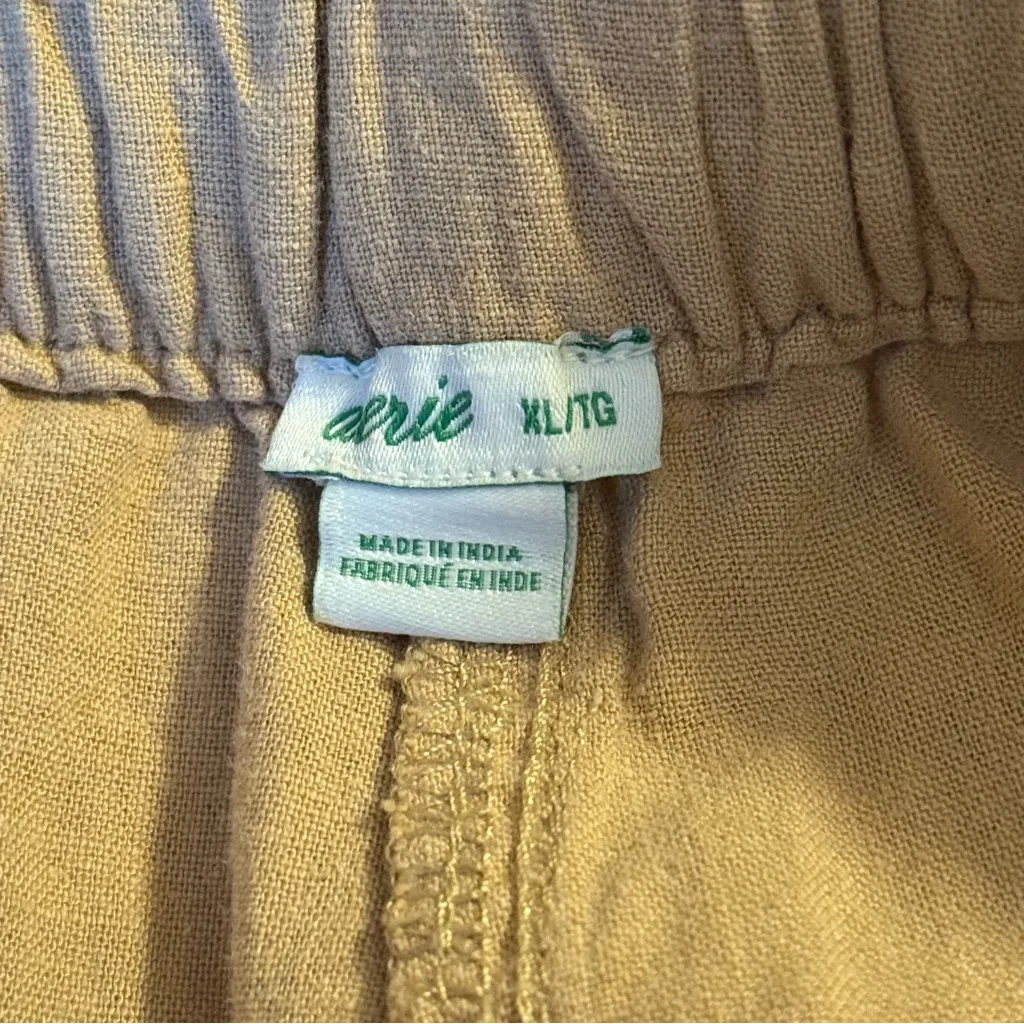 aerie XL/TG
MADE IN INDIA
FABRIQUÉ EN INDE